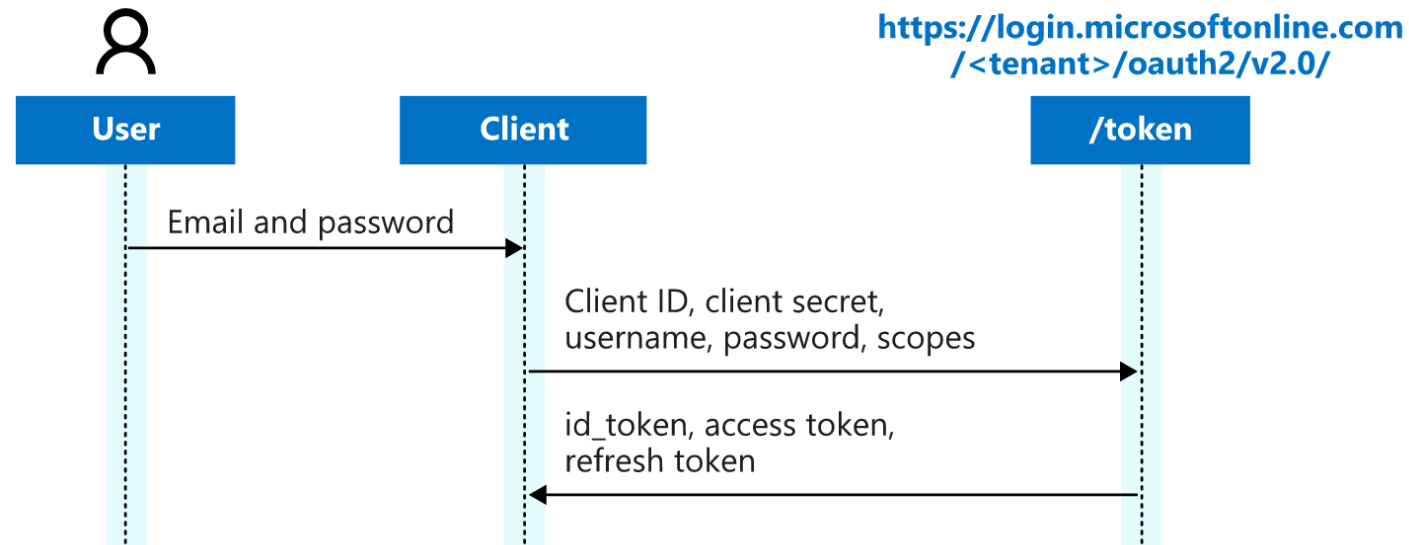 https://login.microsoftonline.com
/<tenant>/oauth2/v2.0/
User
Client
/token
Email and password
Client ID, client secret,
username, password, scopes
id_token, access token,
refresh token